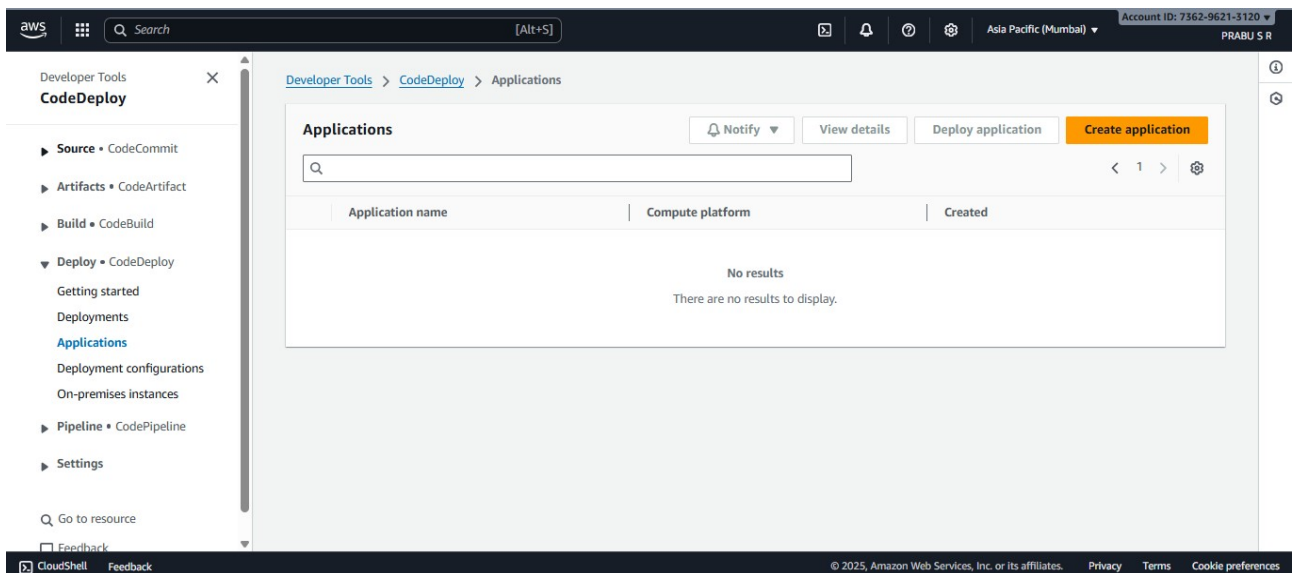 aws
Search [Alt+S]
Asia Pacific (Mumbai)
Account ID: 7362-9621-3120
PRABU S R
Developer Tools
CodeDeploy
Source • CodeCommit
Artifacts • CodeArtifact
Build • CodeBuild
Deploy • CodeDeploy
Getting started
Deployments
Applications
Deployment configurations
On-premises instances
Pipeline • CodePipeline
Settings
Go to resource
Feedback
Developer Tools > CodeDeploy > Applications
Applications
Notify
View details
Deploy application
Create application
1
Application name
Compute platform
Created
No results
There are no results to display.
CloudShell Feedback
© 2025, Amazon Web Services, Inc. or its affiliates. Privacy Terms Cookie preferences